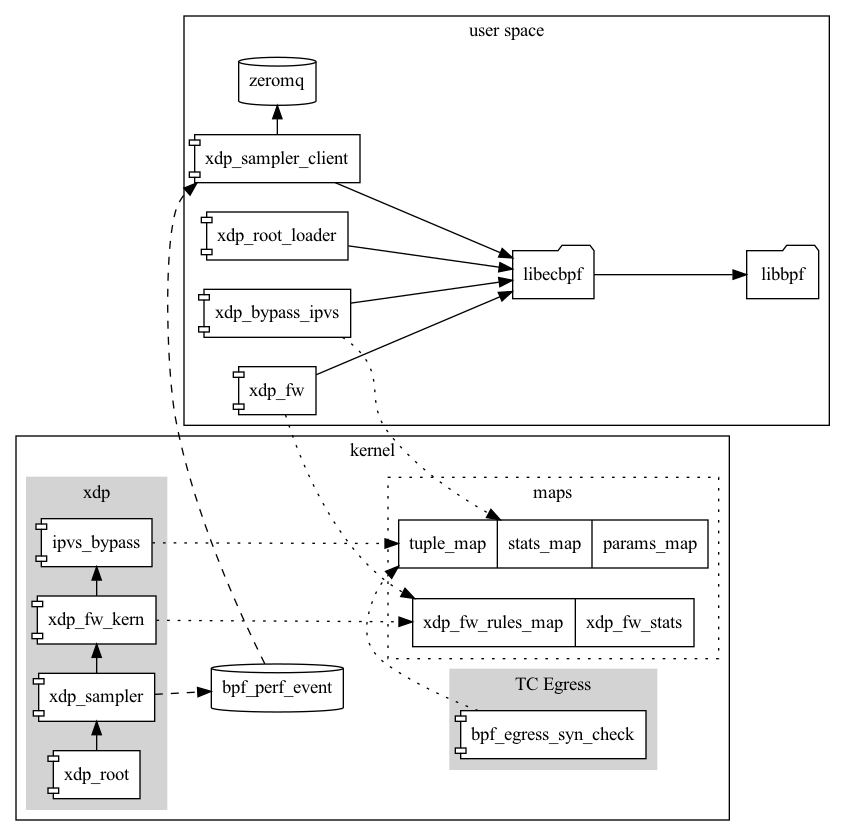 user space
zeromq
xdp_sampler_client
xdp_root_loader
libecbpf
libbpf
xdp_bypass_ipvs
xdp_fw
kernel
xdp
maps
ipvs_bypass
tuple_map
stats_map
params_map
xdp_fw_kern
xdp_fw_rules_map
xdp_fw_stats
xdp_sampler
bpf_perf_event
TC Egress
bpf_egress_syn_check
xdp_root